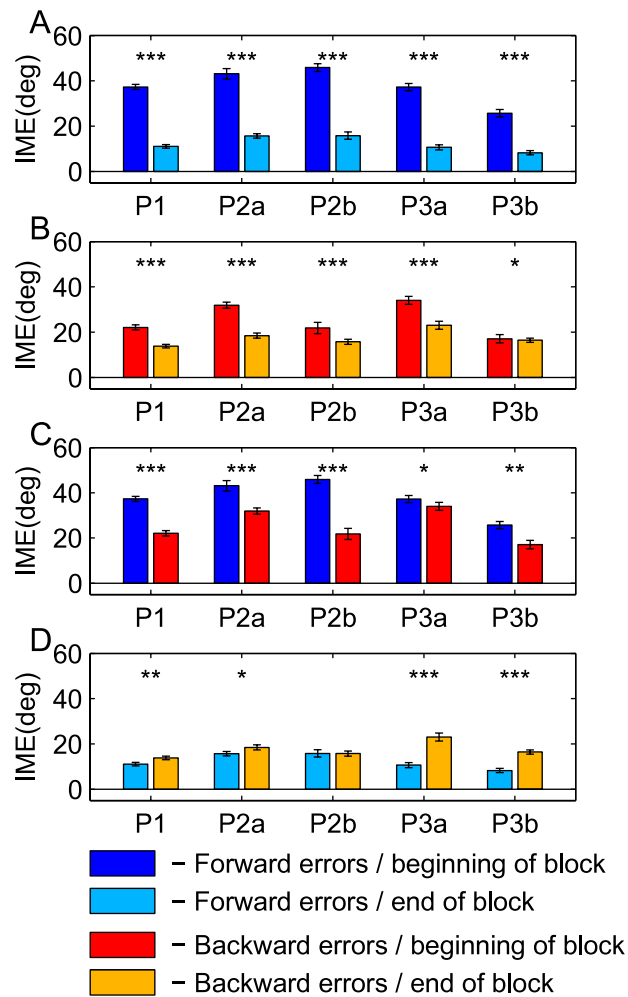 A
60
40
20
0
IME(deg)
*** *** *** *** ***
P1 P2a P2b P3a P3b
B
60
40
20
0
IME(deg)
*** *** *** *** *
P1 P2a P2b P3a P3b
C
60
40
20
0
IME(deg)
*** *** *** * **
P1 P2a P2b P3a P3b
D
60
40
20
0
IME(deg)
** * *** ***
P1 P2a P2b P3a P3b
– Forward errors / beginning of block
– Forward errors / end of block
– Backward errors / beginning of block
– Backward errors / end of block